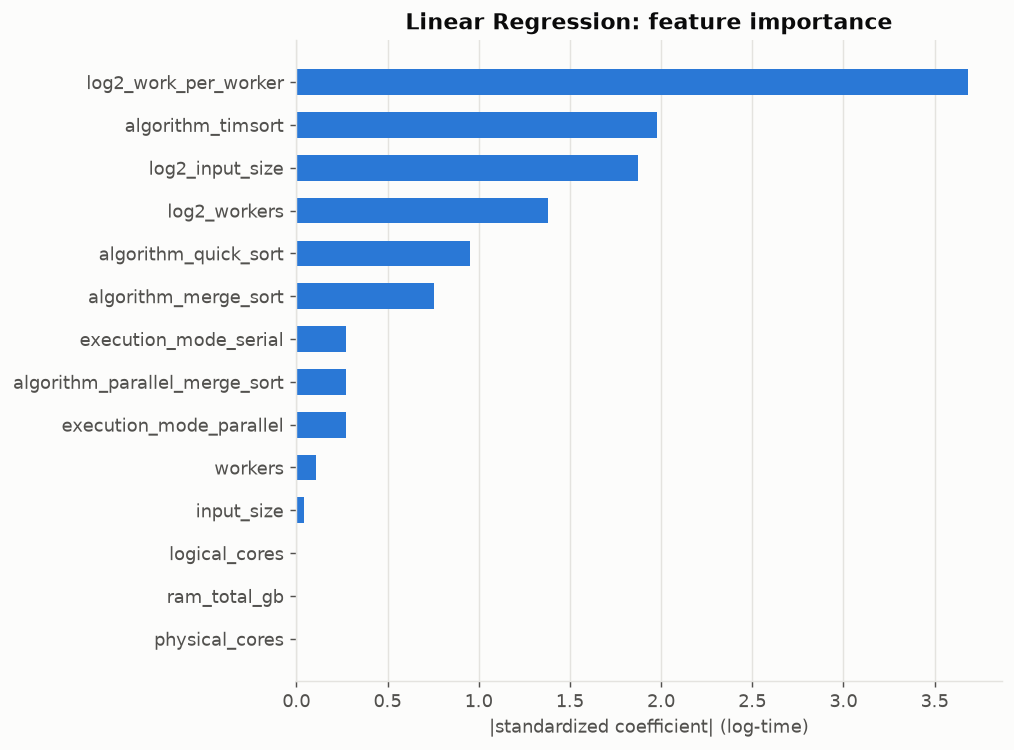 Linear Regression: feature importance
log2_work_per_worker
algorithm_timsort
log2_input_size
log2_workers
algorithm_quick_sort
algorithm_merge_sort
execution_mode_serial
algorithm_parallel_merge_sort
execution_mode_parallel
workers
input_size
logical_cores
ram_total_gb
physical_cores
0.0 0.5 1.0 1.5 2.0 2.5 3.0 3.5
|standardized coefficient| (log-time)